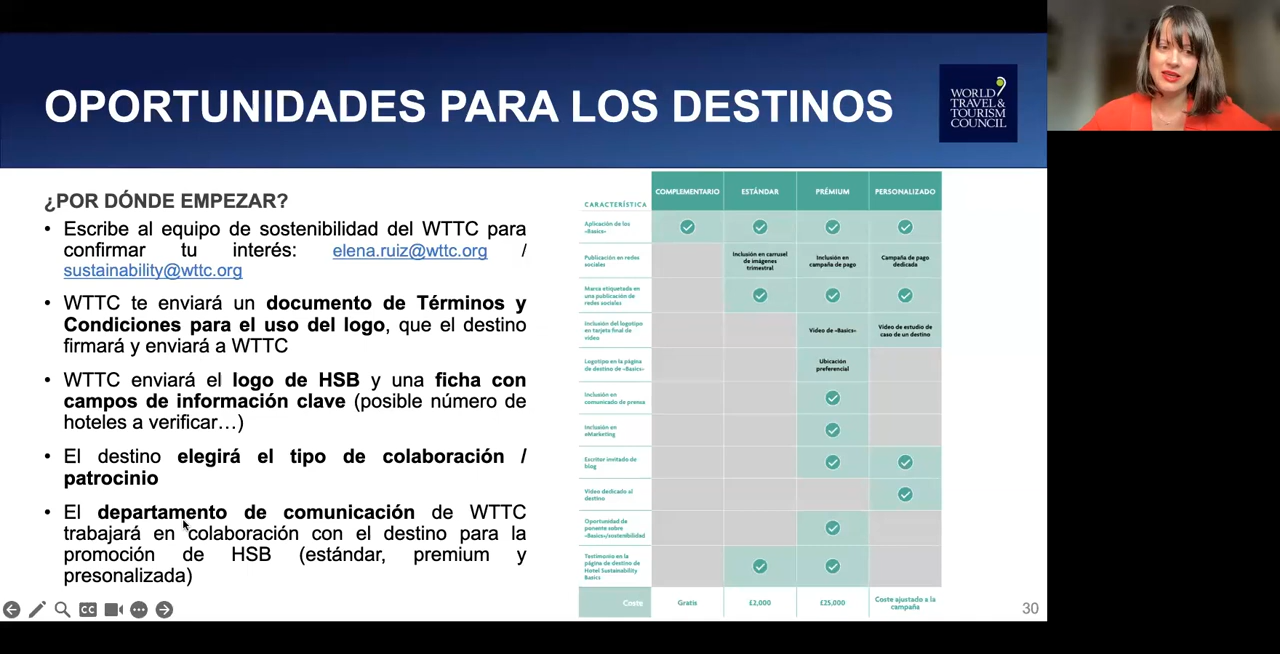 OPORTUNIDADES PARA LOS DESTINOS
WORLD
TRAVEL &
TOURISM
COUNCIL
¿POR DÓNDE EMPEZAR?
• Escribe al equipo de sostenibilidad del WTTC para
confirmar tu interés: elena.ruiz@wttc.org /
sustainability@wttc.org
• WTTC te enviará un documento de Términos y
Condiciones para el uso del logo, que el destino
firmará y enviará a WTTC
• WTTC enviará el logo de HSB y una ficha con
campos de información clave (posible número de
hoteles a verificar…)
• El destino elegirá el tipo de colaboración /
patrocinio
• El departamento de comunicación de WTTC
trabajará en colaboración con el destino para la
promoción de HSB (estándar, premium y
presonalizada)
CARACTERÍSTICA COMPLEMENTARIO ESTÁNDAR PRÉMIUM PERSONALIZADO
Aplicación de los
«Basics»
Publicación en redes
sociales
Inclusión en carrusel
de imágenes
trimestral
Inclusión en
campaña de pago
Campaña de pago
dedicada
Marca etiquetada en
una publicación de
redes sociales
Inclusión del logotipo
en tarjeta final de
vídeo
Vídeo de «Basics»
Vídeo de estudio de
caso de un destino
Logotipo en la página
de destino de «Basics»
Ubicación
preferencial
Inclusión en
comunicado de prensa
Inclusión en
eMarketing
Escritor invitado de
blog
Vídeo dedicado al
destino
Oportunidad de
ponente sobre
«Basics»/sostenibilidad
Testimonio en la
página de destino de
Hotel Sustainability
Basics
Coste Gratis £2,000 £25,000 Coste ajustado a la
campaña
CC
30